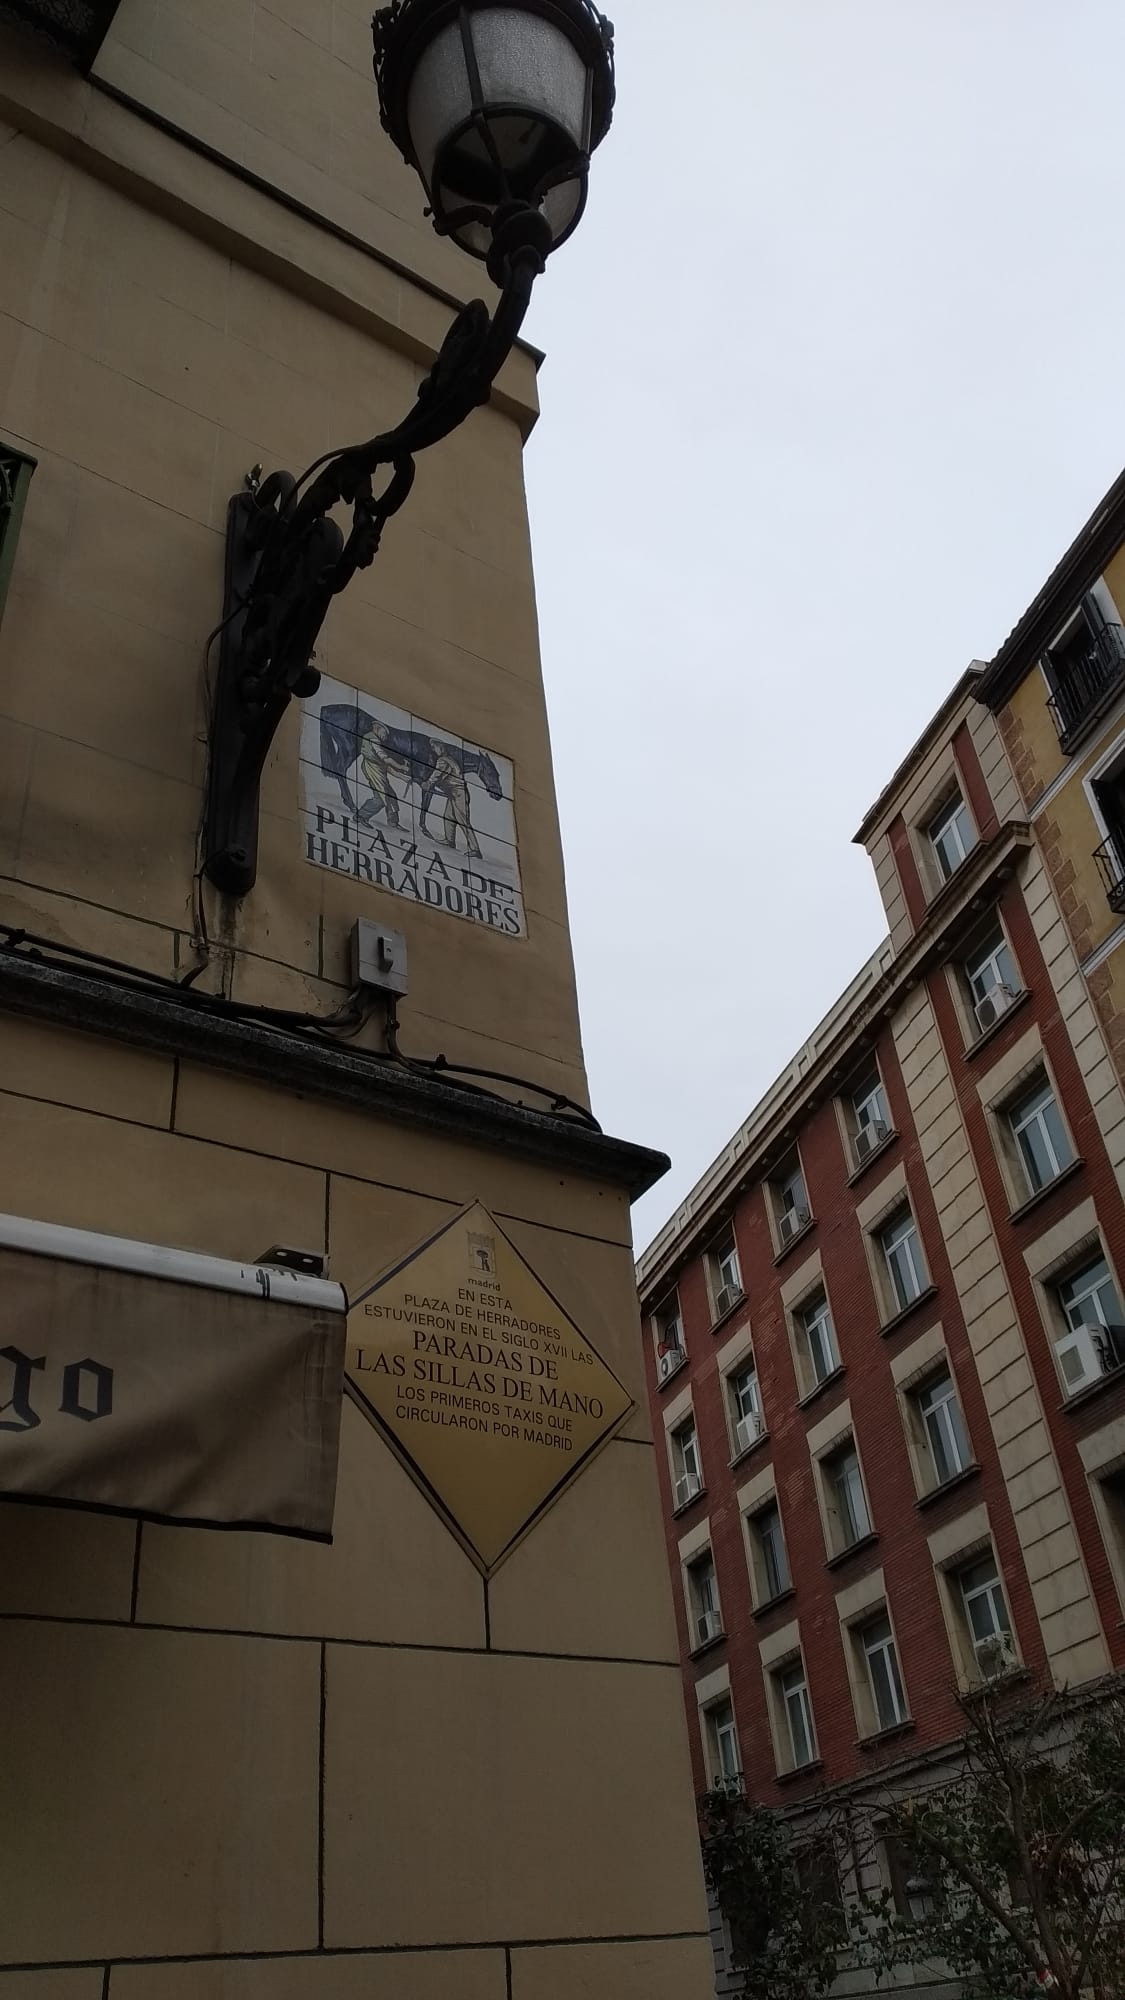 PLAZA DE
HERRADORES
madrid
EN ESTA
PLAZA DE HERRADORES
ESTUVIERON EN EL SIGLO XVII LAS
PARADAS DE
LAS SILLAS DE MANO
LOS PRIMEROS TAXIS QUE
CIRCULARON POR MADRID
go